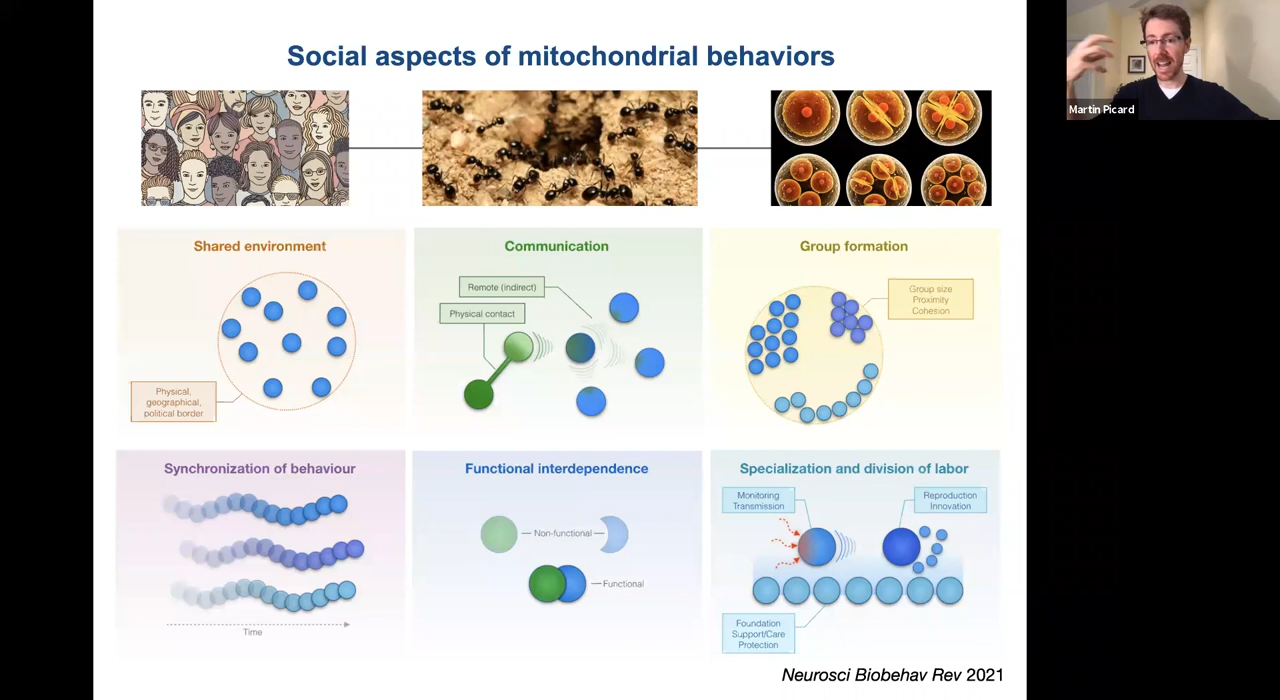 Social aspects of mitochondrial behaviors
Martin Picard
Shared environment
Physical,
geographical,
political border
Communication
Remote (indirect)
Physical contact
Group formation
Group size
Proximity
Cohesion
Synchronization of behaviour
Time
Functional interdependence
Non-functional
Functional
Specialization and division of labor
Monitoring
Transmission
Reproduction
Innovation
Foundation
Support/Care
Protection
Neurosci Biobehav Rev 2021